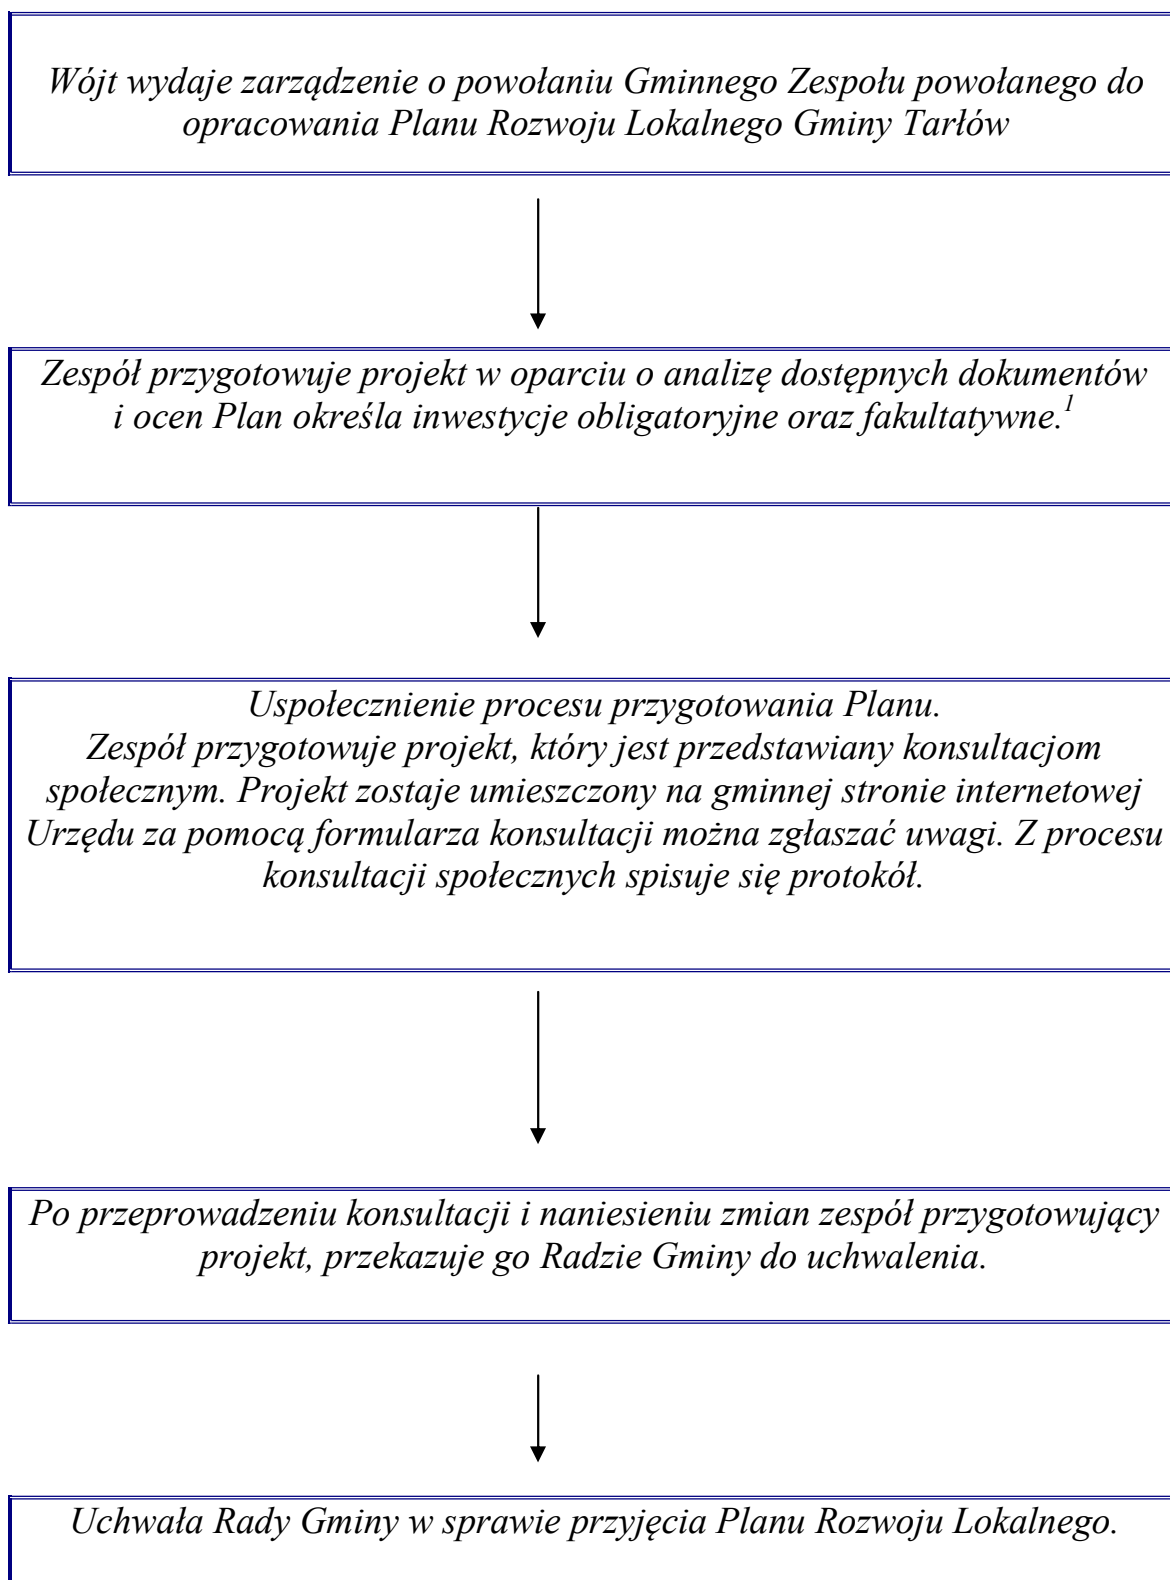 Wójt wydaje zarządzenie o powołaniu Gminnego Zespołu powołanego do
opracowania Planu Rozwoju Lokalnego Gminy Tarłów
Zespół przygotowuje projekt w oparciu o analizę dostępnych dokumentów
i ocen Plan określa inwestycje obligatoryjne oraz fakultatywne.1
Uspołecznienie procesu przygotowania Planu.
Zespół przygotowuje projekt, który jest przedstawiany konsultacjom
społecznym. Projekt zostaje umieszczony na gminnej stronie internetowej
Urzędu za pomocą formularza konsultacji można zgłaszać uwagi. Z procesu
konsultacji społecznych spisuje się protokół.
Po przeprowadzeniu konsultacji i naniesieniu zmian zespół przygotowujący
projekt, przekazuje go Radzie Gminy do uchwalenia.
Uchwała Rady Gminy w sprawie przyjęcia Planu Rozwoju Lokalnego.